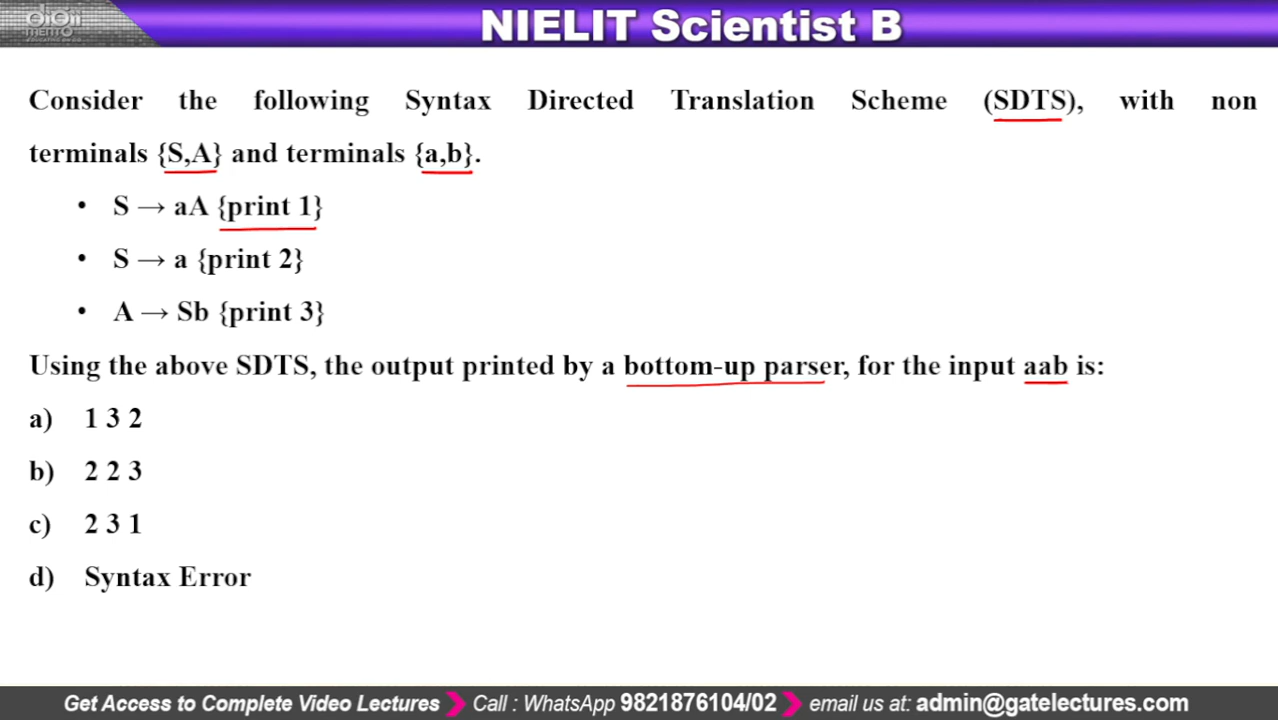 digii
MENTO
NIELIT Scientist B
Consider the following Syntax Directed Translation Scheme (SDTS), with non
terminals {S,A} and terminals {a,b}.
• S → aA {print 1}
• S → a {print 2}
• A → Sb {print 3}
Using the above SDTS, the output printed by a bottom-up parser, for the input aab is:
a) 1 3 2
b) 2 2 3
c) 2 3 1
d) Syntax Error
Get Access to Complete Video Lectures Call : WhatsApp 9821876104/02 email us at: admin@gatelectures.com